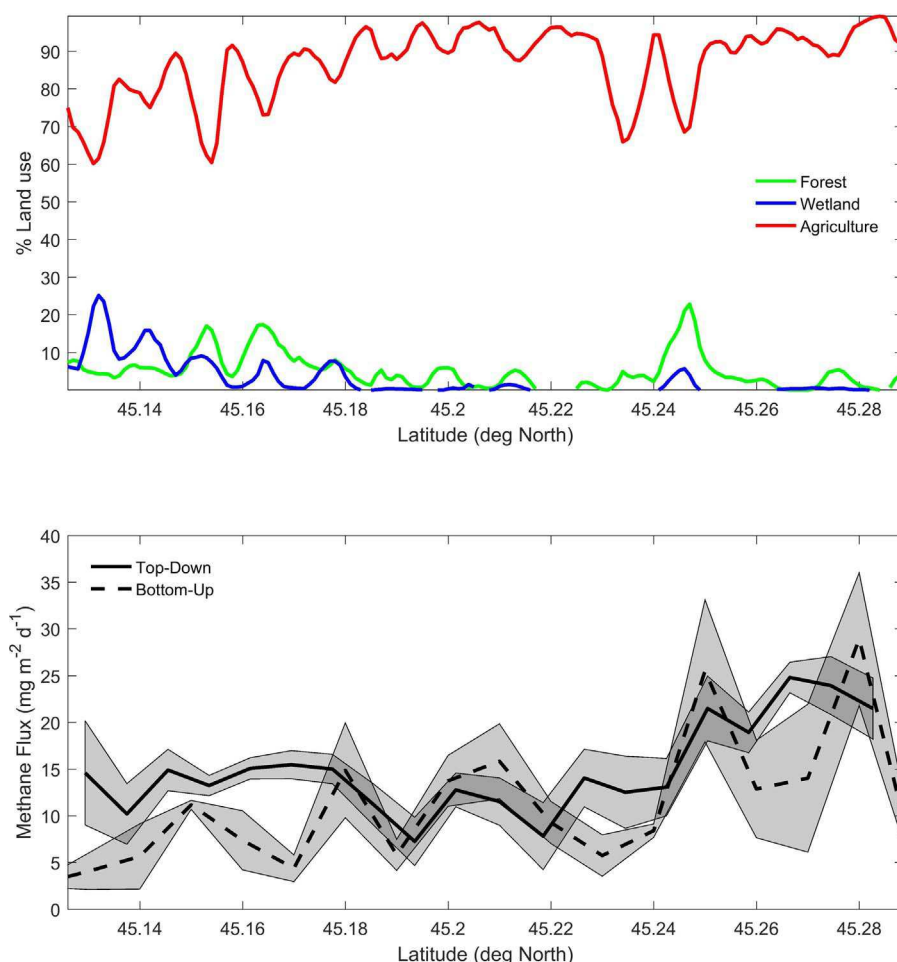 90
80
70
60
50
40
30
20
10
% Land use
Forest
Wetland
Agriculture
45.14 45.16 45.18 45.2 45.22 45.24 45.26 45.28
Latitude (deg North)
40
35
30
25
20
15
10
5
0
Methane Flux (mg m⁻² d⁻¹)
Top-Down
Bottom-Up
45.14 45.16 45.18 45.2 45.22 45.24 45.26 45.28
Latitude (deg North)